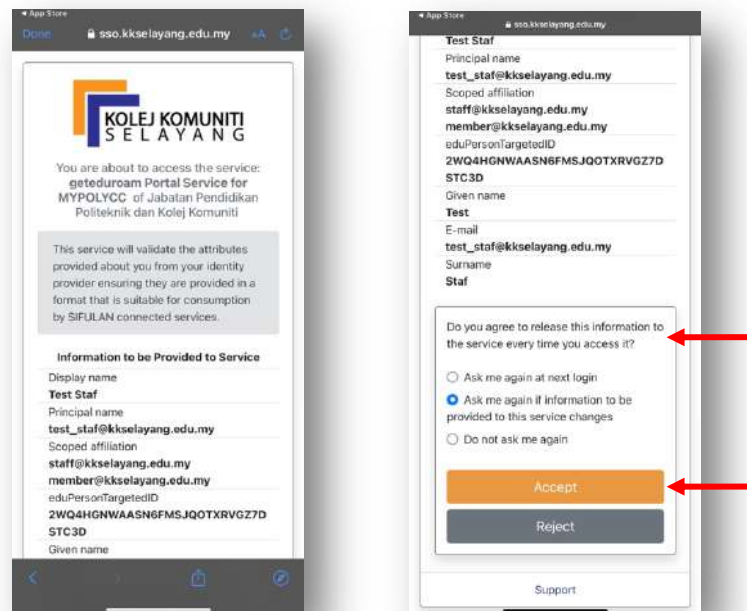 App Store
Done
sso.kkselayang.edu.my
AA
KOLEJ KOMUNITI
SELAYANG
You are about to access the service:
geteduroam Portal Service for
MYPOLYCC of Jabatan Pendidikan
Politeknik dan Kolej Komuniti
This service will validate the attributes
provided about you from your identity
provider ensuring they are provided in a
format that is suitable for consumption
by SIFULAN connected services.
Information to be Provided to Service
Display name
Test Staf
Principal name
test_staf@kkselayang.edu.my
Scoped affiliation
staff@kkselayang.edu.my
member@kkselayang.edu.my
eduPersonTargetedID
2WQ4HGNWAASN6FMSJQOTXRVGZ7D
STC3D
Given name
App Store
sso.kkselayang.edu.my
Test Staf
Principal name
test_staf@kkselayang.edu.my
Scoped affiliation
staff@kkselayang.edu.my
member@kkselayang.edu.my
eduPersonTargetedID
2WQ4HGNWAASN6FMSJQOTXRVGZ7D
STC3D
Given name
Test
E-mail
test_staf@kkselayang.edu.my
Surname
Staf
Do you agree to release this information to
the service every time you access it?
Ask me again at next login
Ask me again if information to be
provided to this service changes
Do not ask me again
Accept
Reject
Support